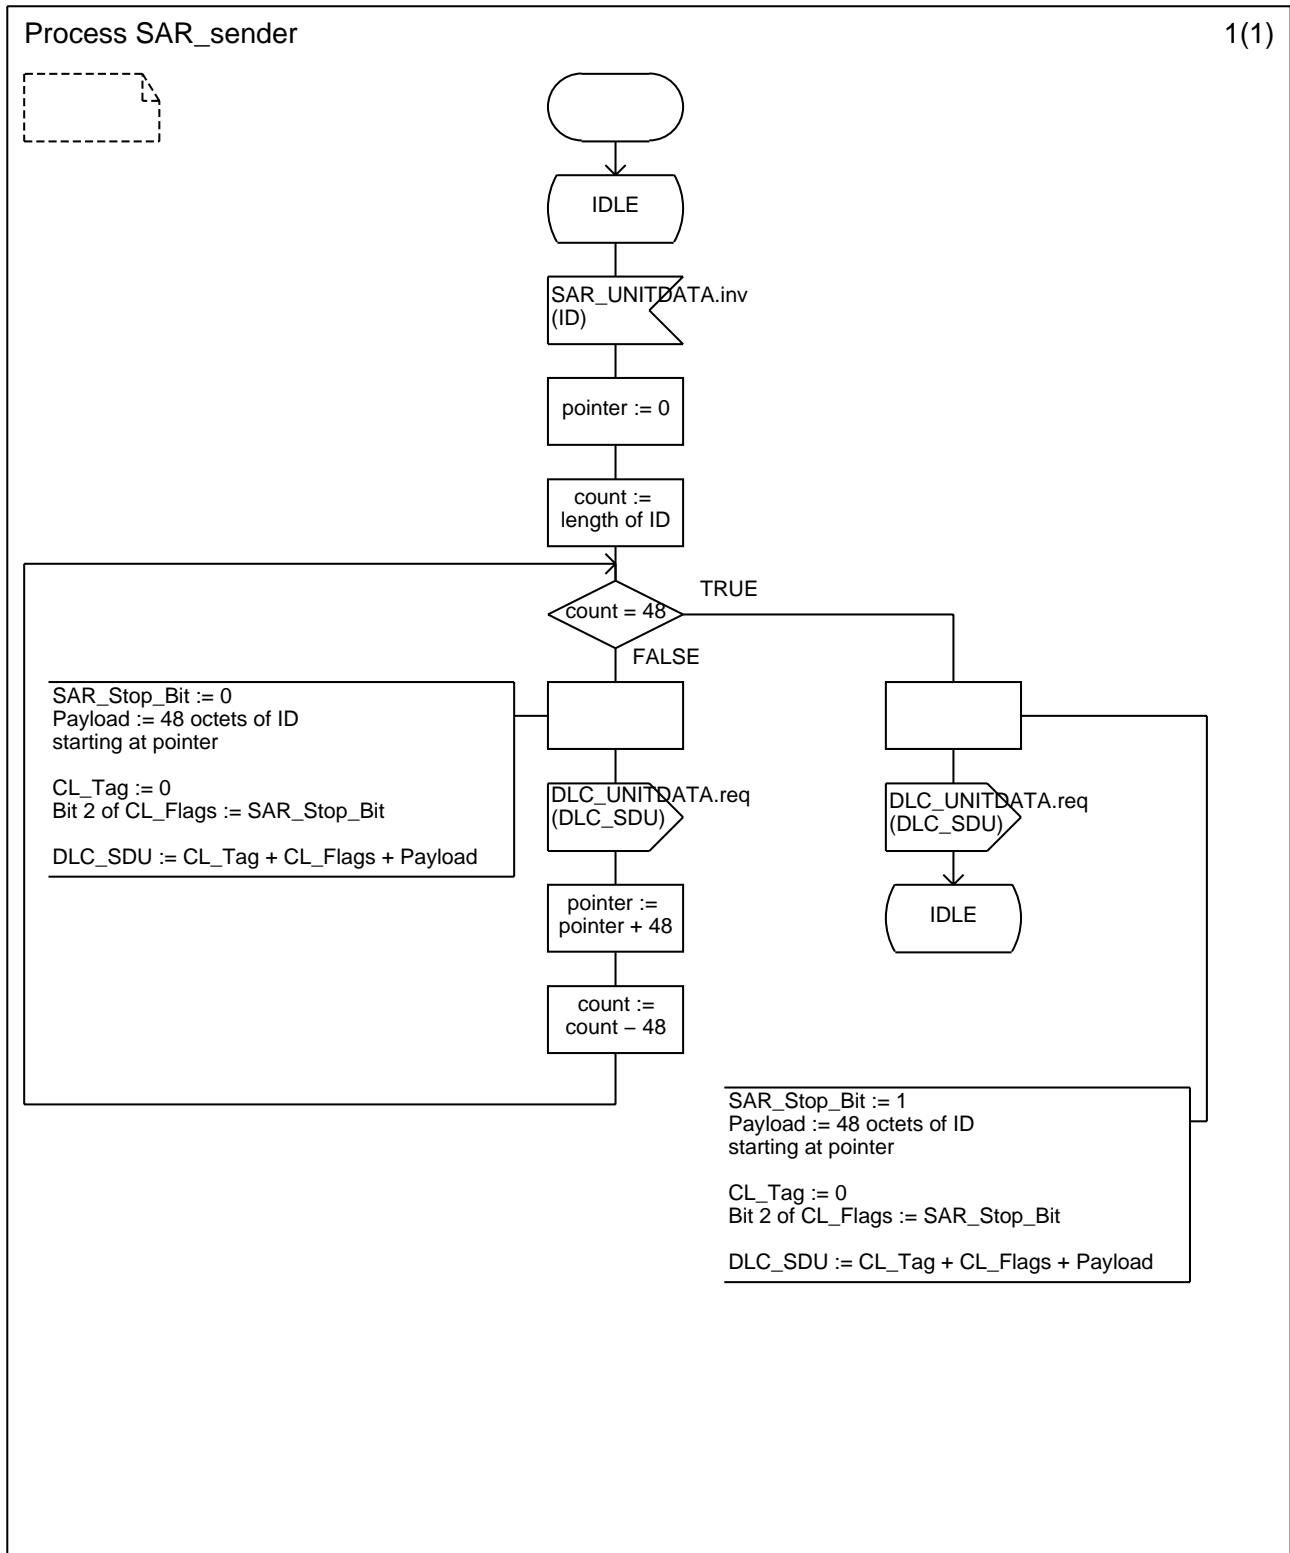 Process SAR_sender
1(1)
IDLE
SAR_UNITDATA.inv
(ID)
pointer := 0
count :=
length of ID
count = 48
TRUE
FALSE
SAR_Stop_Bit := 0
Payload := 48 octets of ID
starting at pointer
CL_Tag := 0
Bit 2 of CL_Flags := SAR_Stop_Bit
DLC_SDU := CL_Tag + CL_Flags + Payload
DLC_UNITDATA.req
(DLC_SDU)
pointer :=
pointer + 48
count :=
count – 48
DLC_UNITDATA.req
(DLC_SDU)
IDLE
SAR_Stop_Bit := 1
Payload := 48 octets of ID
starting at pointer
CL_Tag := 0
Bit 2 of CL_Flags := SAR_Stop_Bit
DLC_SDU := CL_Tag + CL_Flags + Payload